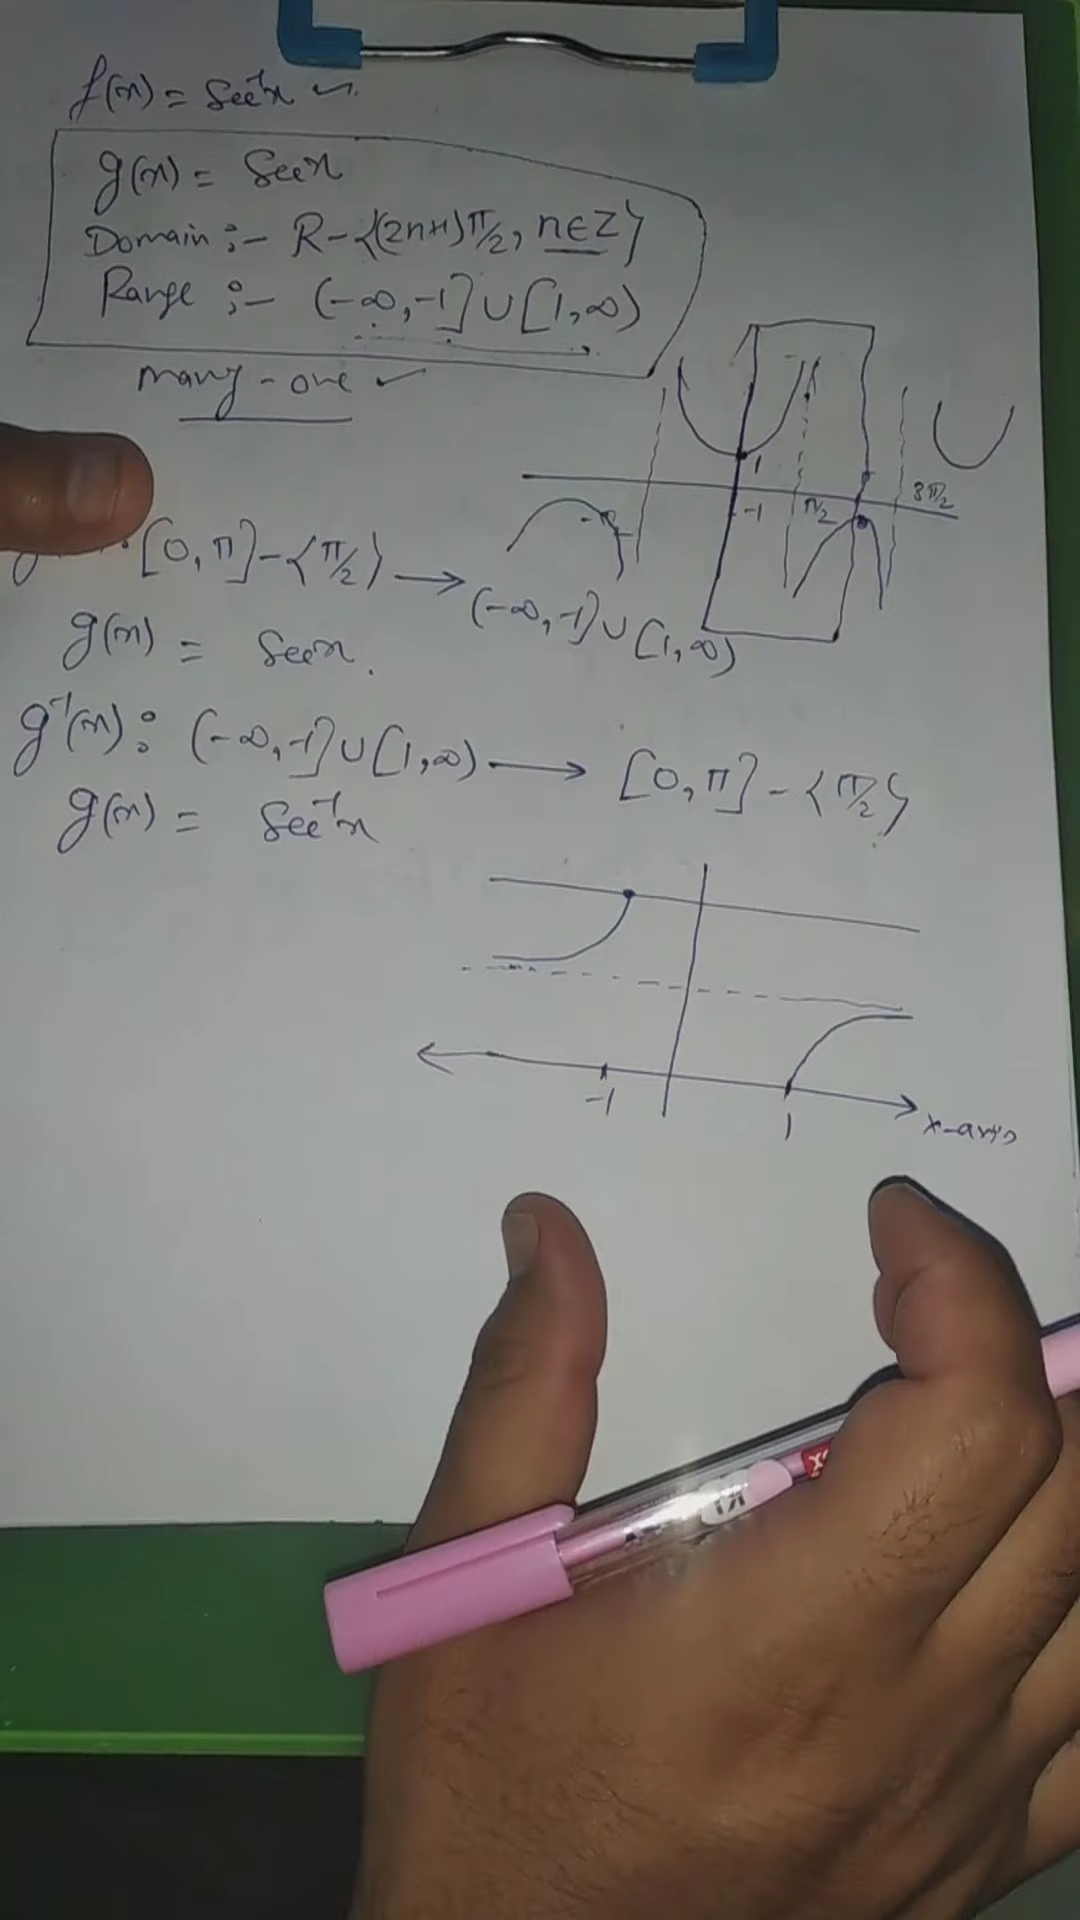 f(x) = Sec⁻¹x
g(x) = Secx
Domain :- R-{(2n+1)π/2, n∈Z}
Range :- (-∞,-1]∪[1,∞)
many-one
1
-1
π/2
3π/2
[0,π]-{π/2} → (-∞,-1]∪[1,∞)
g(x) = Secx.
g⁻¹(x): (-∞,-1]∪[1,∞) → [0,π]-{π/2}
g(x) = Sec⁻¹x
-1
1
x-axis